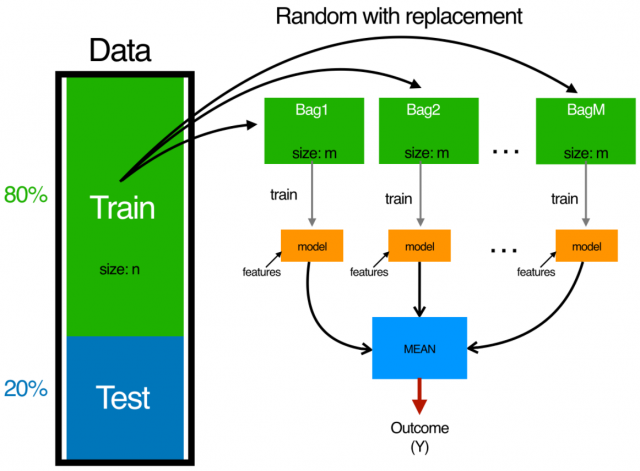 Random with replacement
Data
80%
Train
size: n
20%
Test
Bag1
size: m
Bag2
size: m
...
BagM
size: m
train
train
train
model
features
model
features
...
model
features
MEAN
Outcome
(Y)